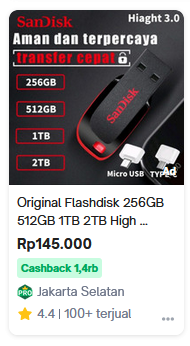 SanDisk
Hiaght 3.0
Aman dan terpercaya
transfer cepat
256GB
512GB
1TB
2TB
SanDisk
Micro USB
Original Flashdisk 256GB
512GB 1TB 2TB High ...
Rp145.000
Cashback 1,4rb
PRO
Jakarta Selatan
4.4 | 100+ terjual